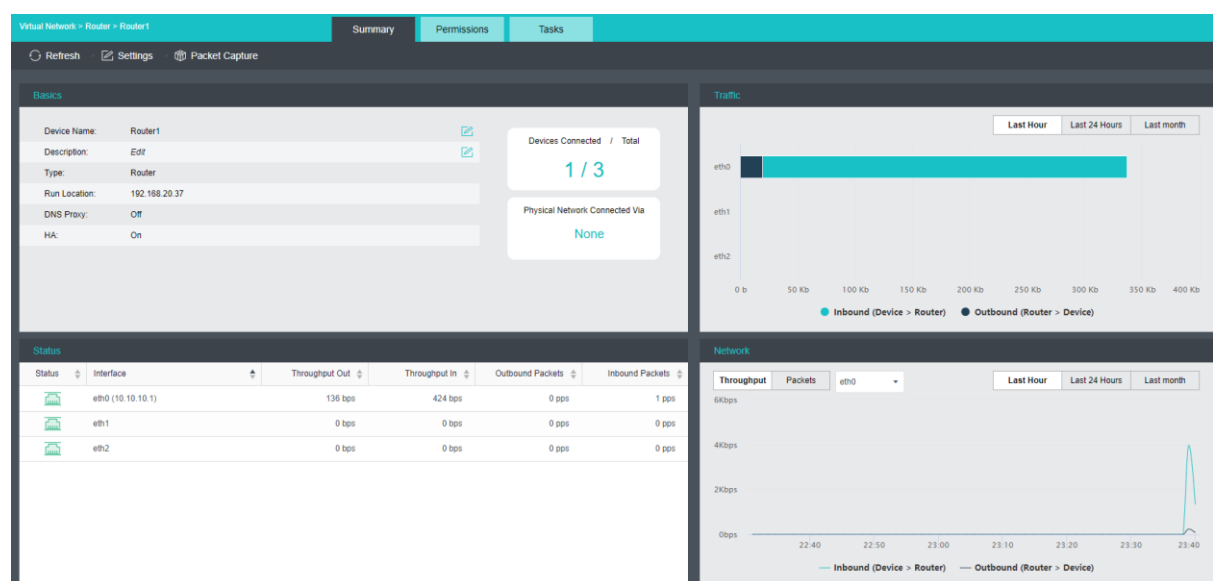 Virtual Network > Router > Router1
Summary Permissions Tasks
Refresh Settings Packet Capture
Basics
Device Name: Router1
Description: Edit
Type: Router
Run Location: 192.168.20.37
DNS Proxy: Off
HA: On
Devices Connected / Total
1 / 3
Physical Network Connected Via
None
Traffic
Last Hour Last 24 Hours Last month
eth0
eth1
eth2
0 b 50 Kb 100 Kb 150 Kb 200 Kb 250 Kb 300 Kb 350 Kb 400 Kb
Inbound (Device > Router) Outbound (Router > Device)
Status
Status Interface Throughput Out Throughput In Outbound Packets Inbound Packets
eth0 (10.10.10.1) 136 bps 424 bps 0 pps 1 pps
eth1 0 bps 0 bps 0 pps 0 pps
eth2 0 bps 0 bps 0 pps 0 pps
Network
Throughput Packets eth0 Last Hour Last 24 Hours Last month
6Kbps
4Kbps
2Kbps
0bps
22:40 22:50 23:00 23:10 23:20 23:30 23:40
Inbound (Device > Router) Outbound (Router > Device)